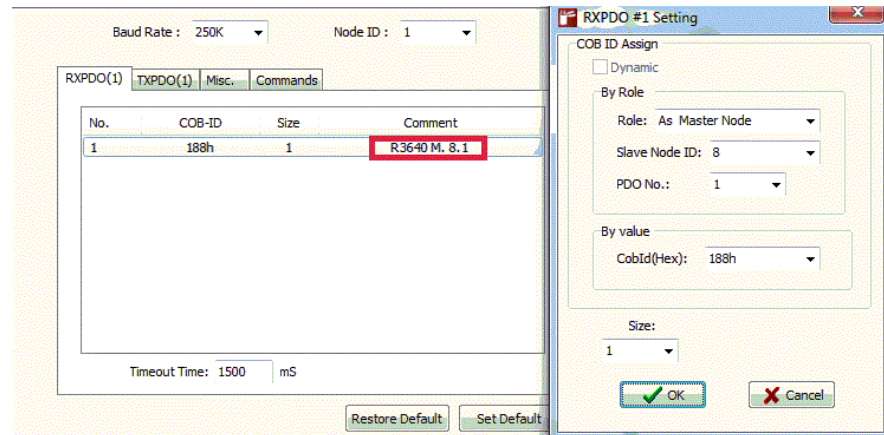 Baud Rate : 250K Node ID : 1
RXPDO(1) TXPDO(1) Misc. Commands
No. COB-ID Size Comment
1 188h 1 R3640 M. 8.1
Timeout Time: 1500 mS
Restore Default Set Default
RXPDO #1 Setting
COB ID Assign
Dynamic
By Role
Role: As Master Node
Slave Node ID: 8
PDO No.: 1
By value
CobId(Hex): 188h
Size:
1
OK Cancel